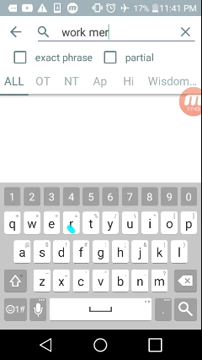 17% 11:41 PM
work mer
exact phrase partial
ALL OT NT Ap Hi Wisdom...
1 2 3 4 5 6 7 8 9 0
q w e r t y u i o p
a s d f g h j k l
z x c v b n m